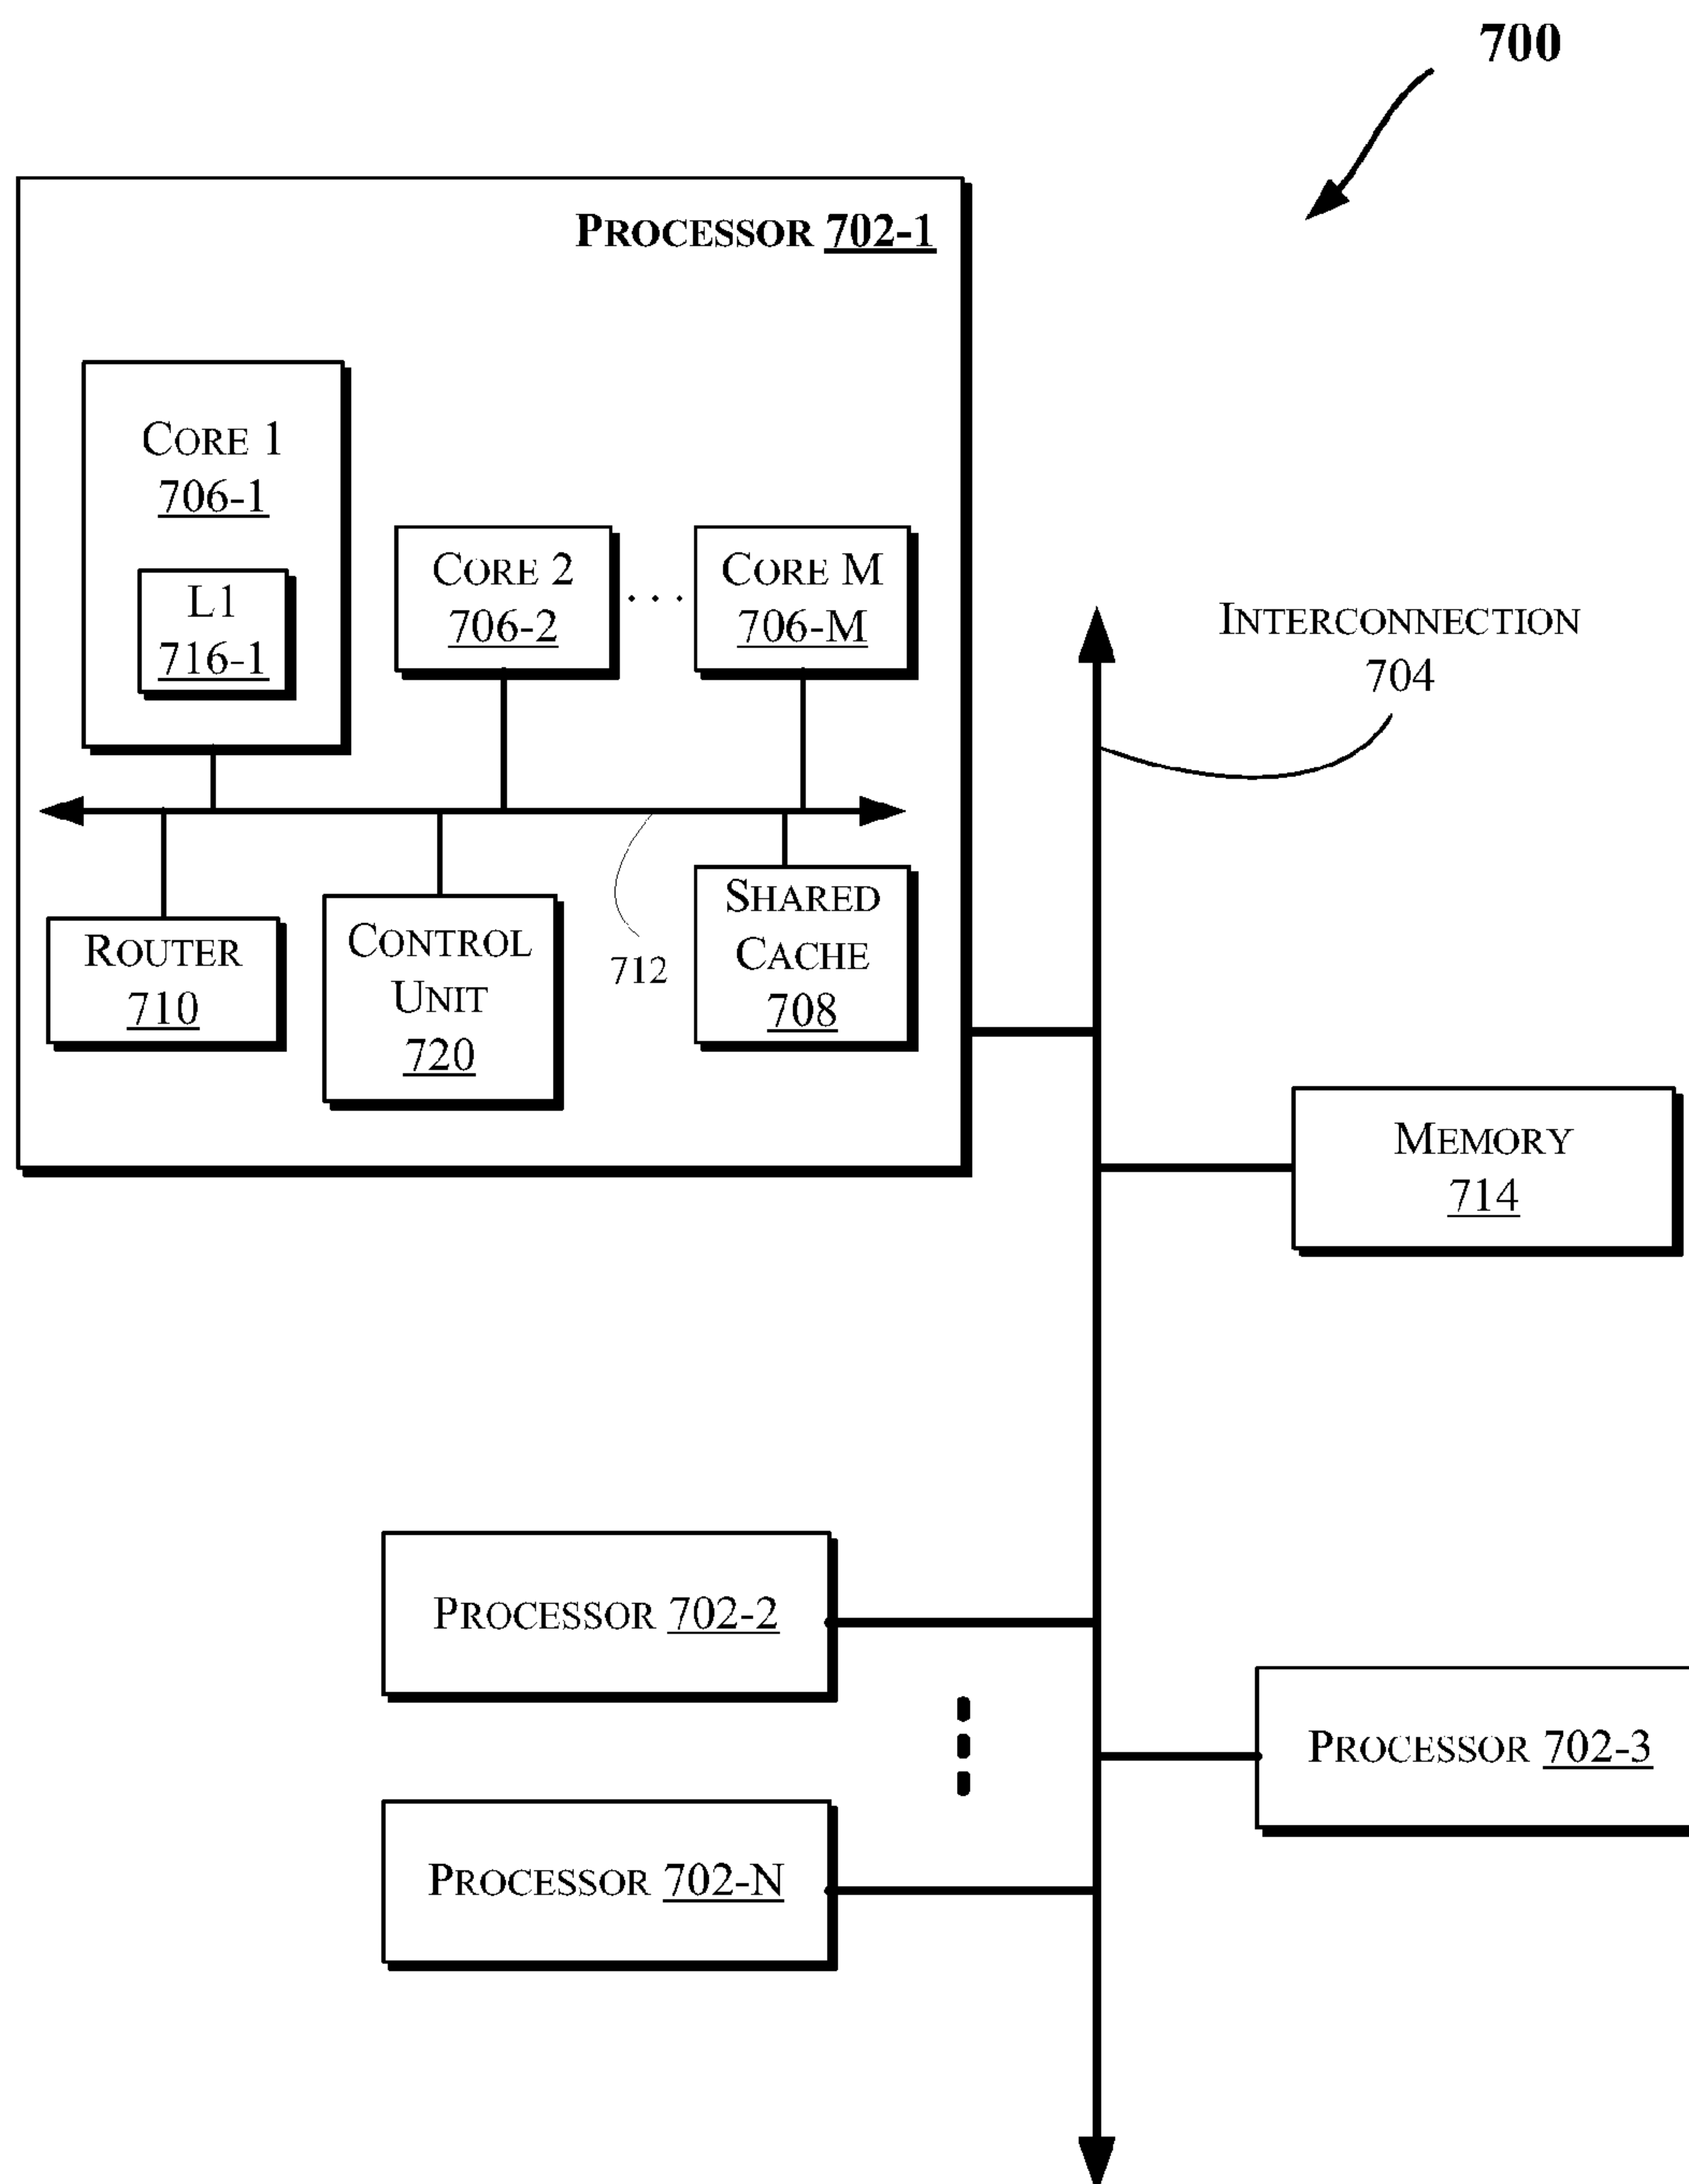 700
PROCESSOR 702-1
CORE 1
706-1
L1
716-1
CORE 2
706-2
. . .
CORE M
706-M
INTERCONNECTION
704
ROUTER
710
CONTROL
UNIT
720
712
SHARED
CACHE
708
MEMORY
714
PROCESSOR 702-2
PROCESSOR 702-3
PROCESSOR 702-N